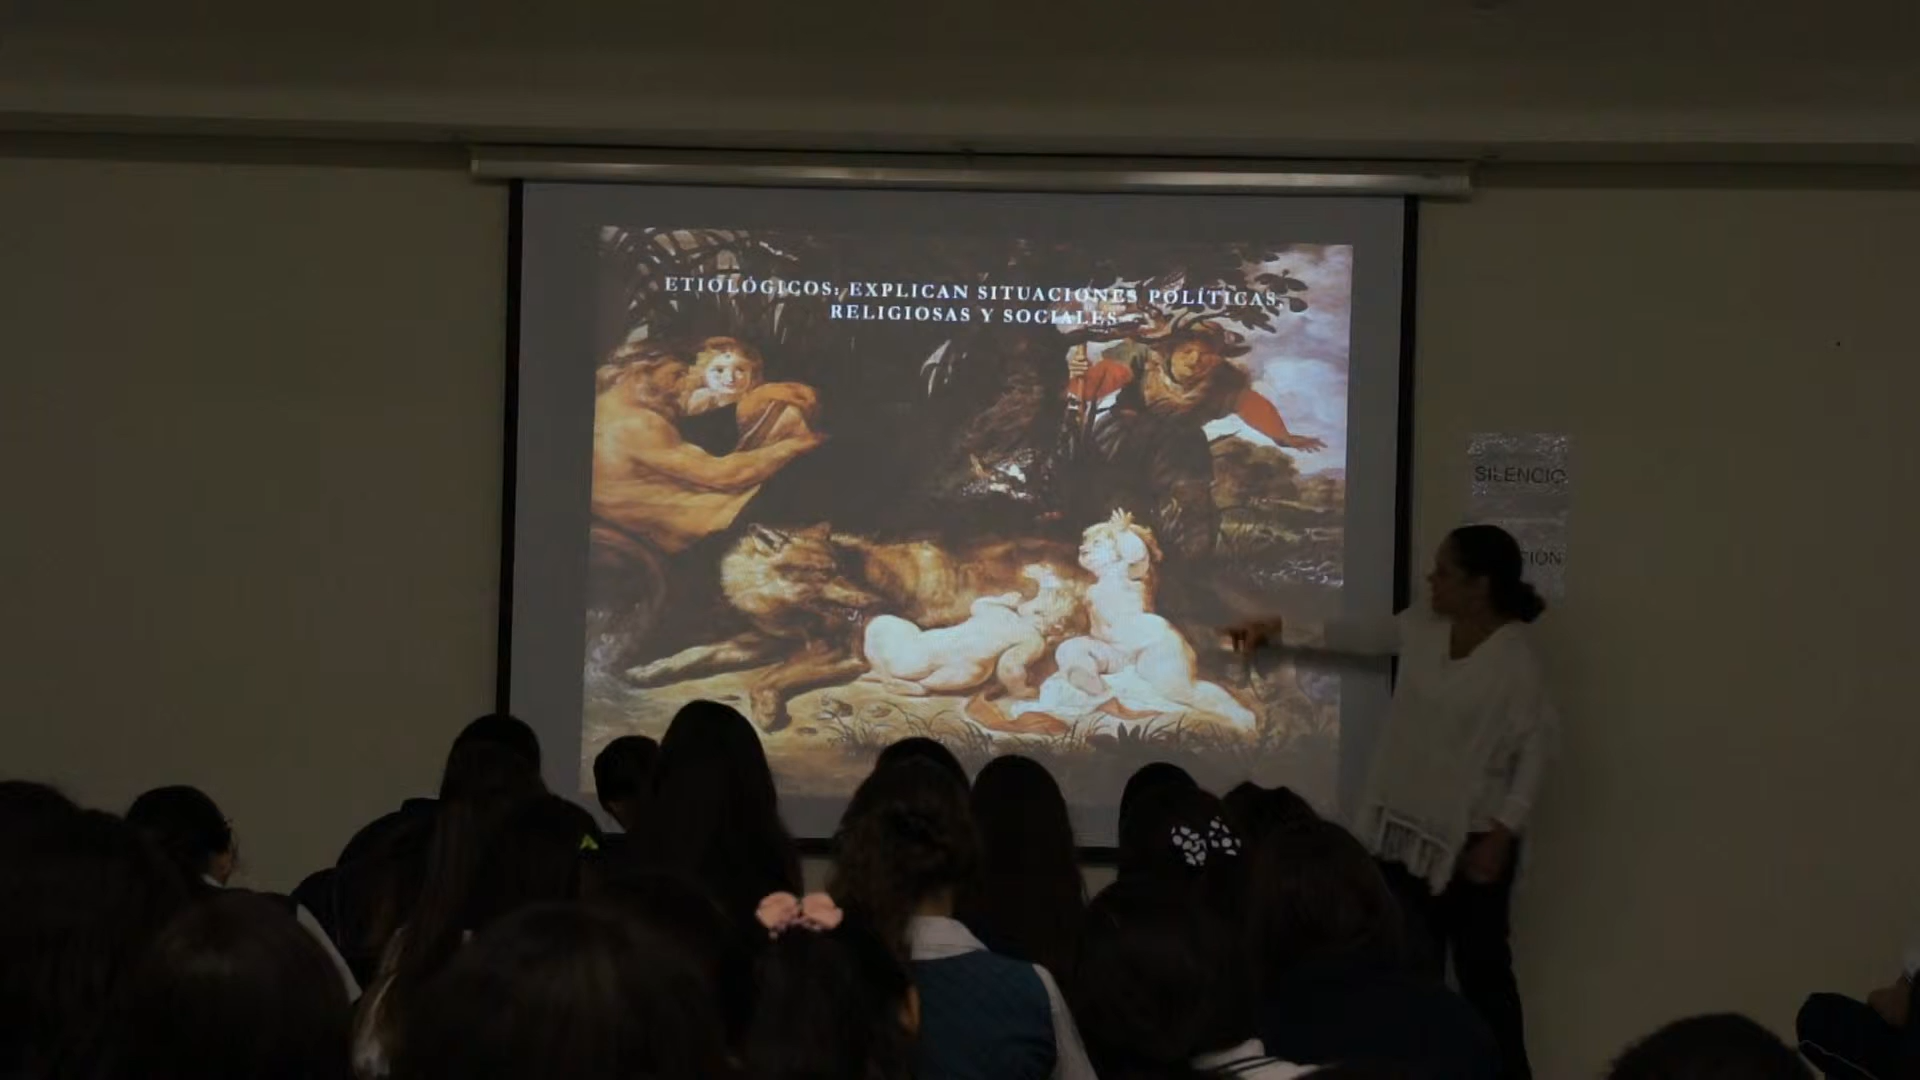 ETIOLÓGICOS: EXPLICAN SITUACIONES POLÍTICAS,
RELIGIOSAS Y SOCIALES
SILENCIO